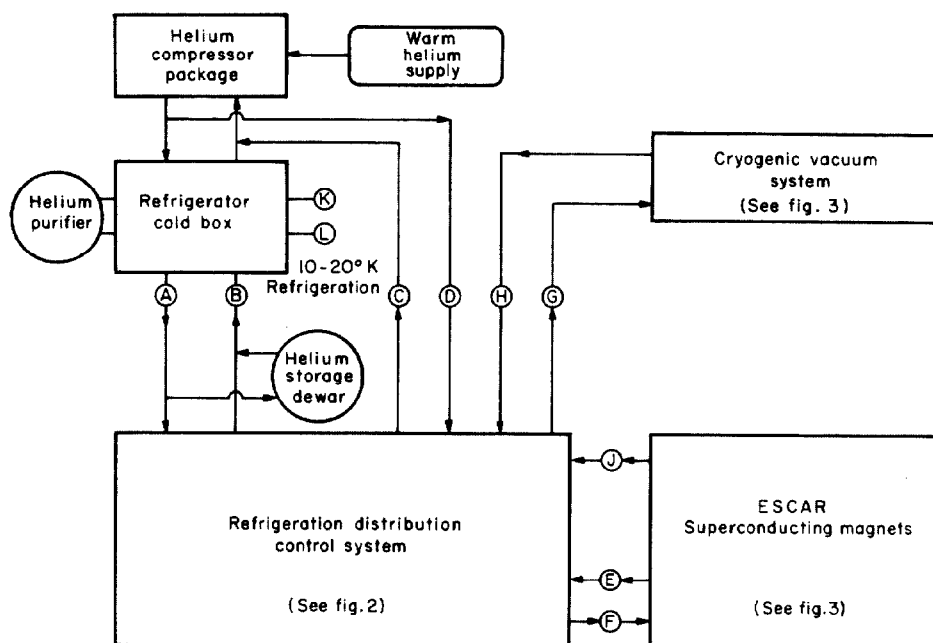 Helium
compressor
package
Warm
helium
supply
Cryogenic vacuum
system
(See fig. 3)
Helium
purifier
Refrigerator
cold box
K
L
10-20°K
Refrigeration
A
B
C
D
H
G
Helium
storage
dewar
Refrigeration distribution
control system
(See fig.2)
J
E
F
ESCAR
Superconducting magnets
(See fig.3)